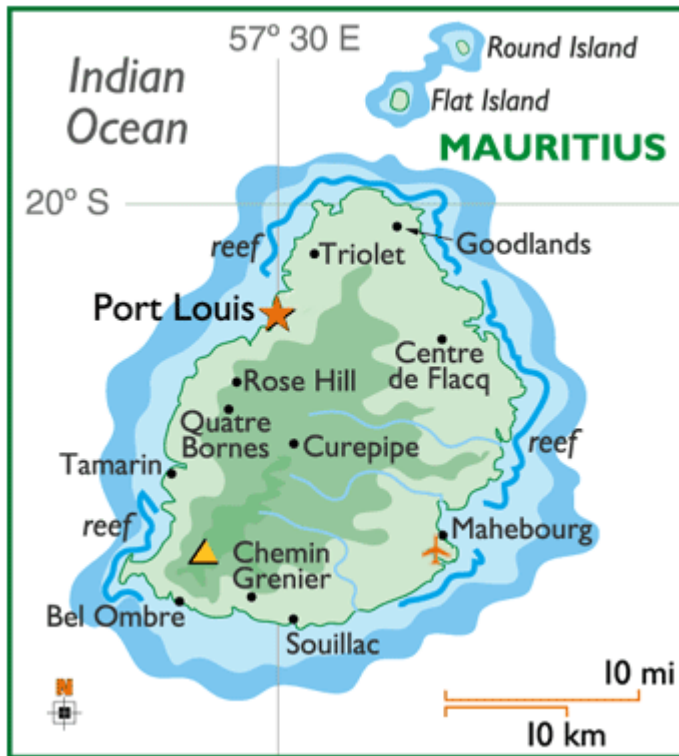 57º 30 E
Indian
Ocean
Round Island
Flat Island
MAURITIUS
20º S
reef
Triolet
Goodlands
Port Louis
Centre
de Flacq
Rose Hill
Quatre
Bornes
Curepipe
reef
Tamarin
reef
Mahebourg
Chemin
Grenier
Bel Ombre
Souillac
N
10 mi
10 km